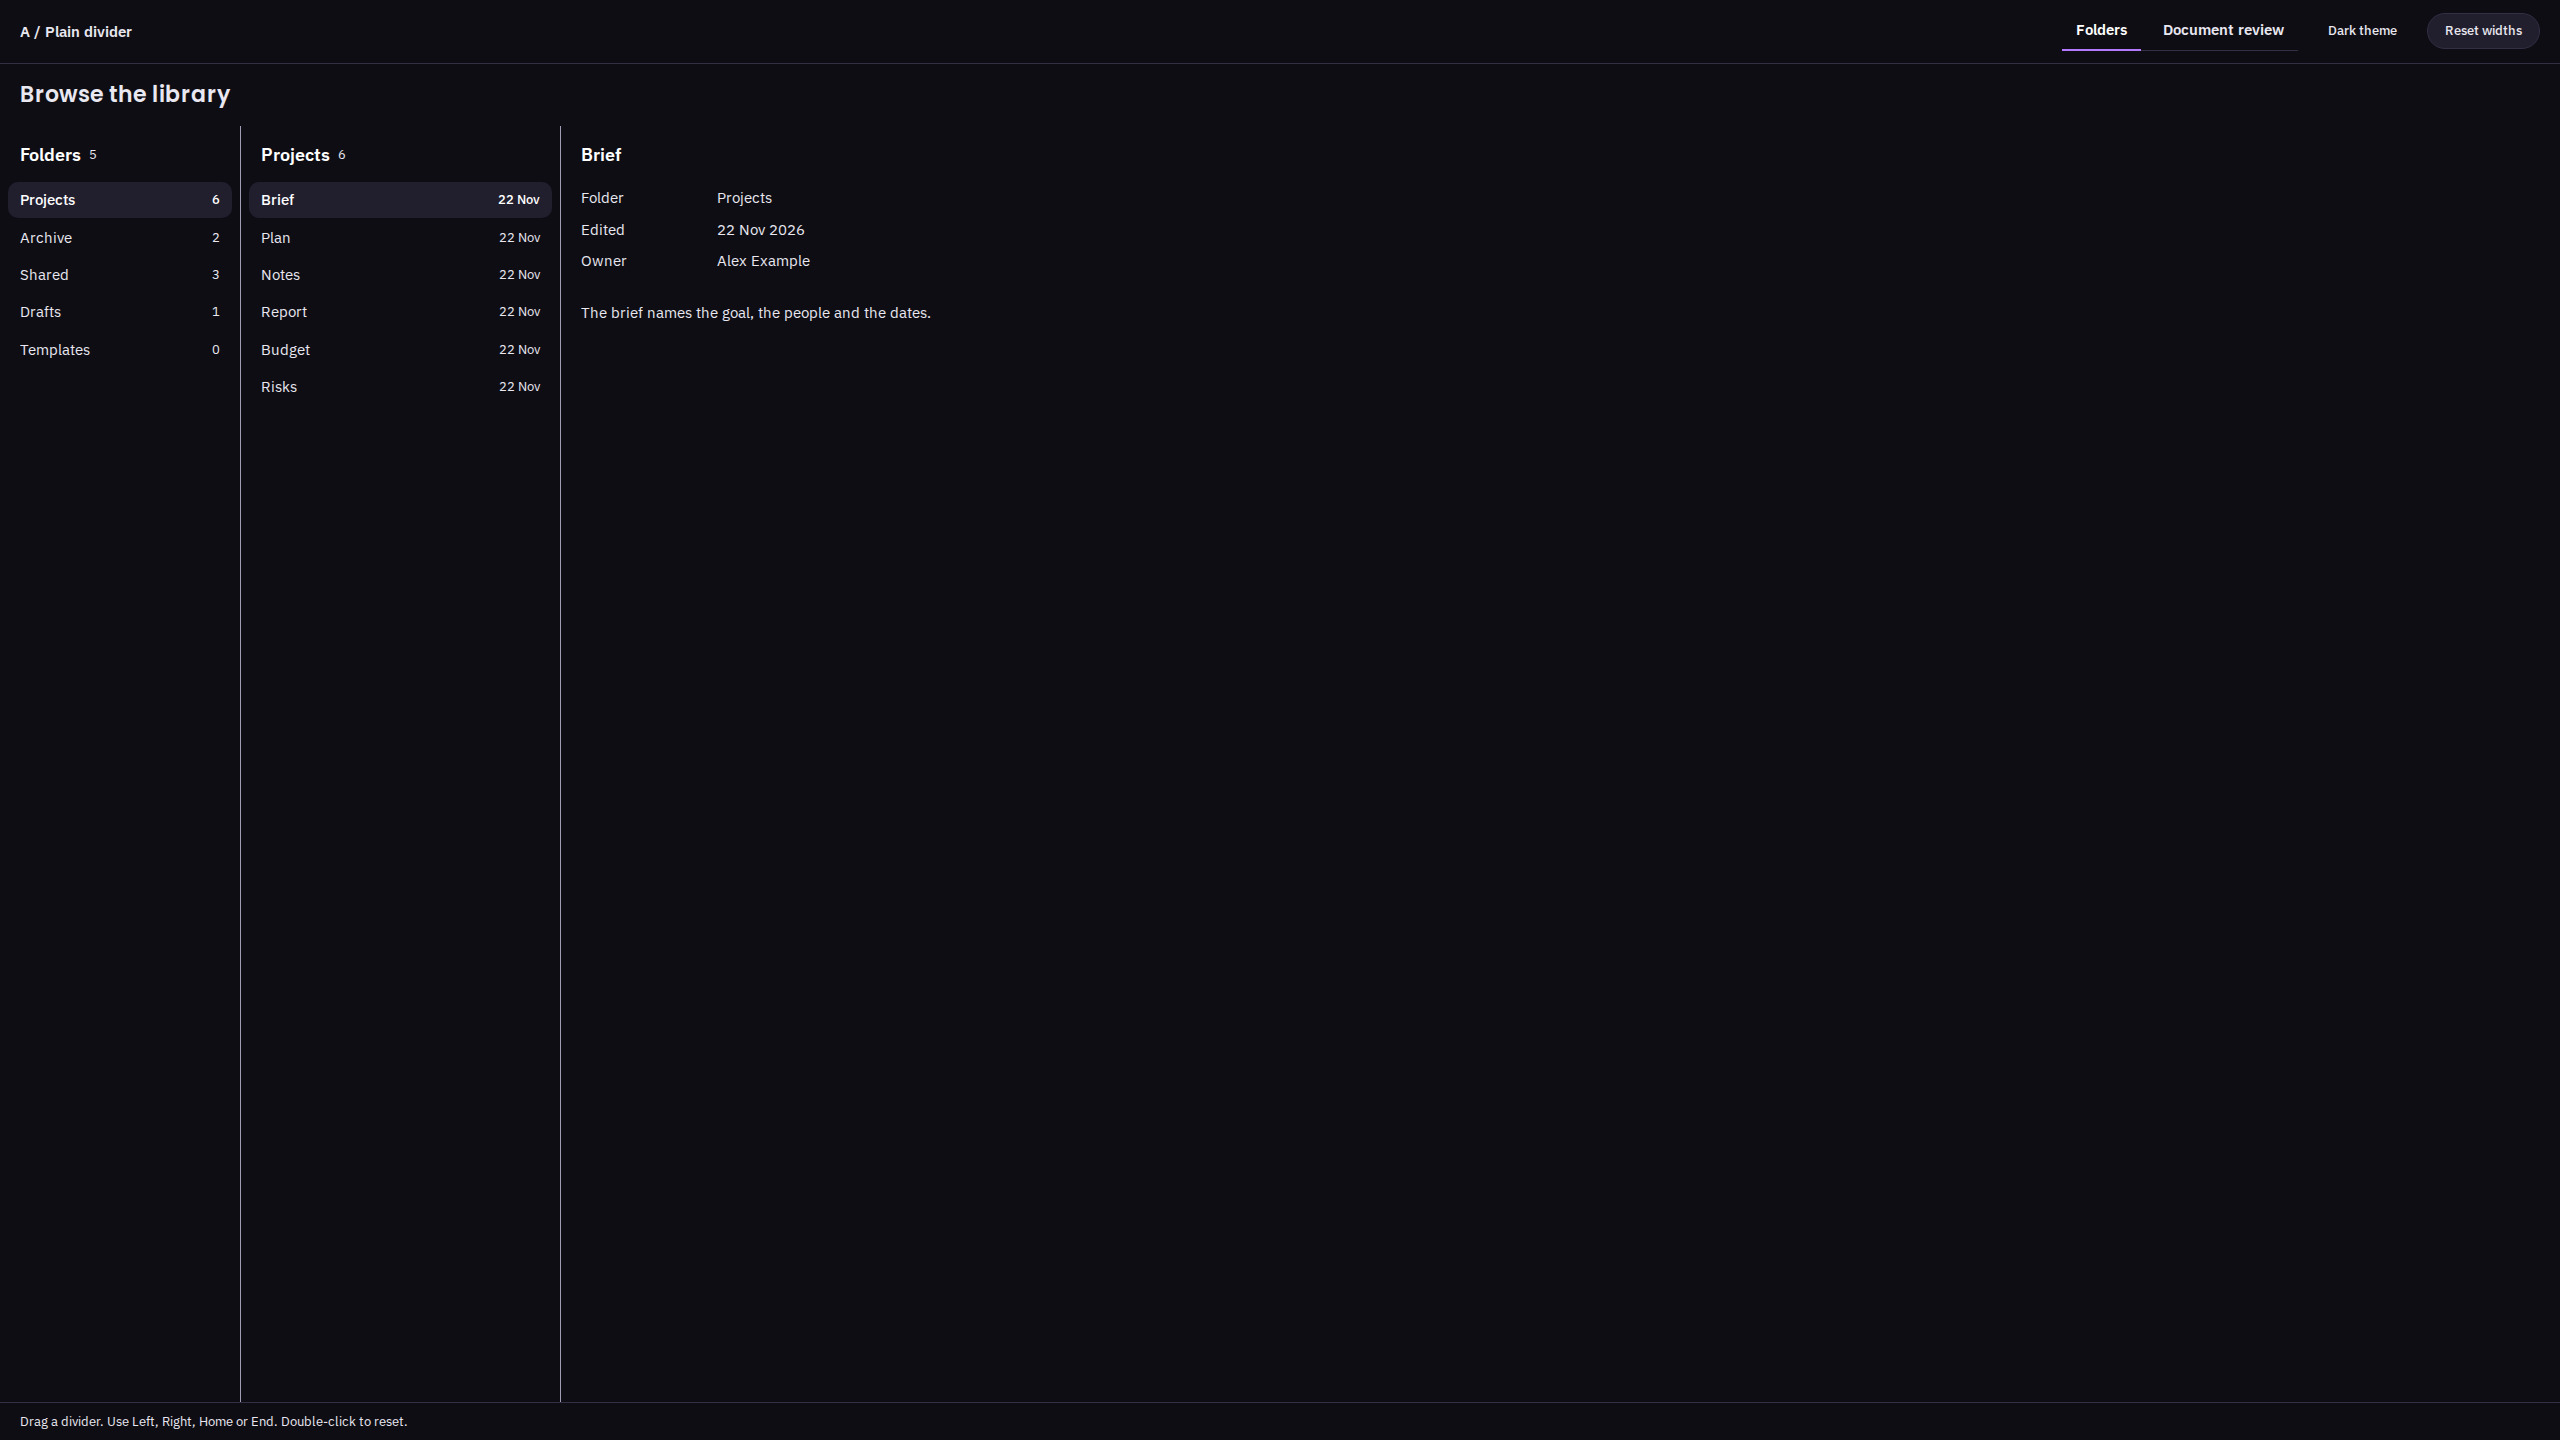 A / Plain divider
Folders
Document review
Dark theme
Reset widths
Browse the library
Folders 5
Projects 6
Archive 2
Shared 3
Drafts 1
Templates 0
Projects 6
Brief 22 Nov
Plan 22 Nov
Notes 22 Nov
Report 22 Nov
Budget 22 Nov
Risks 22 Nov
Brief
Folder Projects
Edited 22 Nov 2026
Owner Alex Example
The brief names the goal, the people and the dates.
Drag a divider. Use Left, Right, Home or End. Double-click to reset.